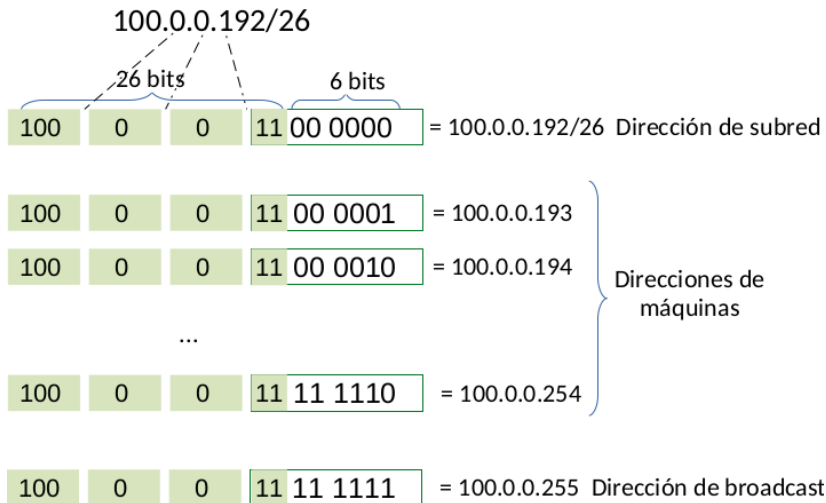 100.0.0.192/26
26 bits 6 bits
100 0 0 11 00 0000 = 100.0.0.192/26 Dirección de subred
100 0 0 11 00 0001 = 100.0.0.193
100 0 0 11 00 0010 = 100.0.0.194
Direcciones de
máquinas
...
100 0 0 11 11 1110 = 100.0.0.254
100 0 0 11 11 1111 = 100.0.0.255 Dirección de broadcast